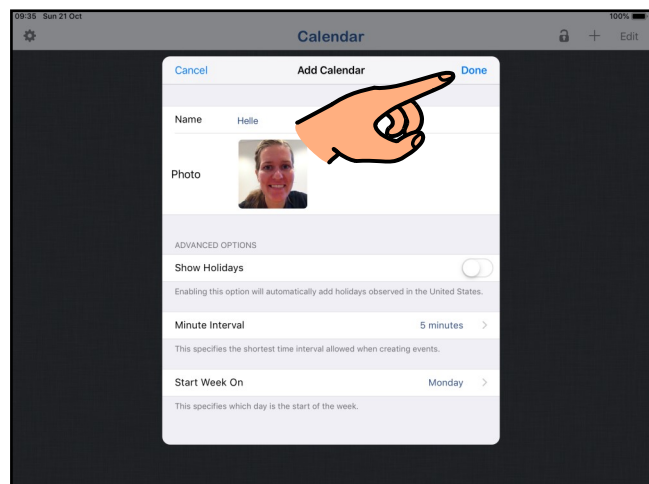 09:35 Sun 21 Oct
100%
Calendar
Edit
Cancel
Add Calendar
Done
Name
Helle
Photo
ADVANCED OPTIONS
Show Holidays
Enabling this option will automatically add holidays observed in the United States.
Minute Interval
5 minutes
This specifies the shortest time interval allowed when creating events.
Start Week On
Monday
This specifies which day is the start of the week.